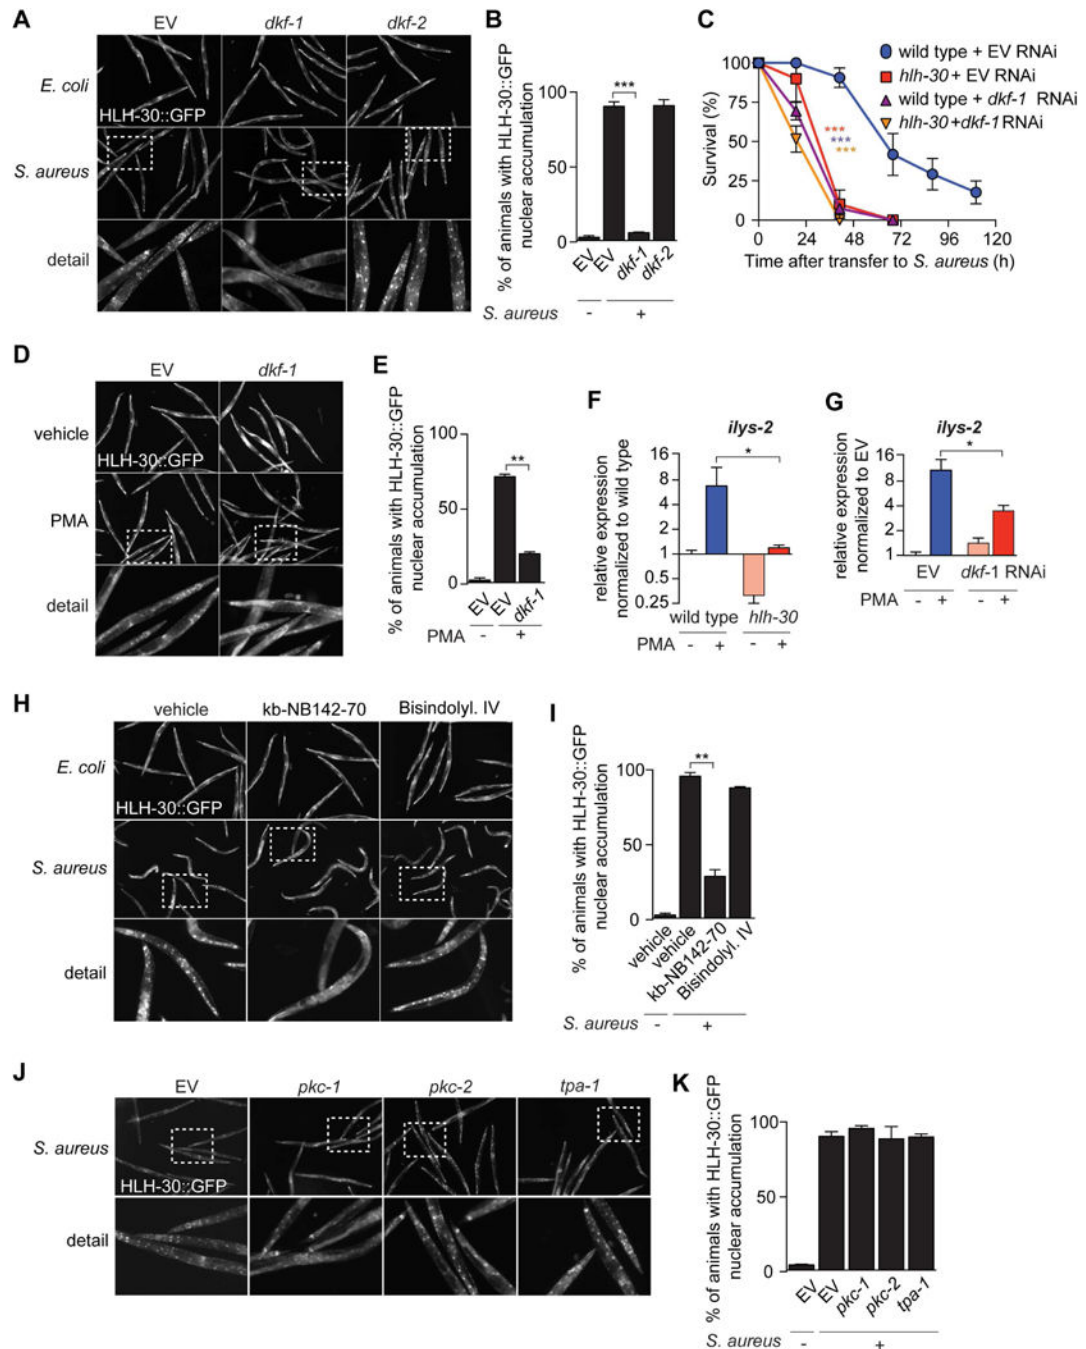 A
EV
dkf-1
dkf-2
E. coli
HLH-30::GFP
S. aureus
detail
B
% of animals with HLH-30::GFP
nuclear accumulation
100
50
0
***
EV
EV
dkf-1
dkf-2
S. aureus
-
+
C
Survival (%)
100
75
50
25
0
0
24
48
72
96
120
Time after transfer to S. aureus (h)
wild type + EV RNAi
hlh-30 + EV RNAi
wild type + dkf-1 RNAi
hlh-30 +dkf-1 RNAi
***
***
***
D
EV
dkf-1
vehicle
HLH-30::GFP
PMA
detail
E
% of animals with HLH-30::GFP
nuclear accumulation
100
50
0
**
EV
EV
dkf-1
PMA
-
+
F
ilys-2
relative expression
normalized to wild type
16
8
4
2
1
0.5
0.25
*
wild type
hlh-30
PMA
-
+
-
+
G
ilys-2
relative expression
normalized to EV
16
4
2
1
*
EV
dkf-1 RNAi
PMA
-
+
-
+
H
vehicle
kb-NB142-70
Bisindolyl. IV
E. coli
HLH-30::GFP
S. aureus
detail
I
% of animals with HLH-30::GFP
nuclear accumulation
100
50
0
**
vehicle
vehicle
kb-NB142-70
Bisindolyl. IV
S. aureus
-
+
J
EV
pkc-1
pkc-2
tpa-1
S. aureus
HLH-30::GFP
detail
K
% of animals with HLH-30::GFP
nuclear accumulation
100
50
0
EV
EV
pkc-1
pkc-2
tpa-1
S. aureus
-
+